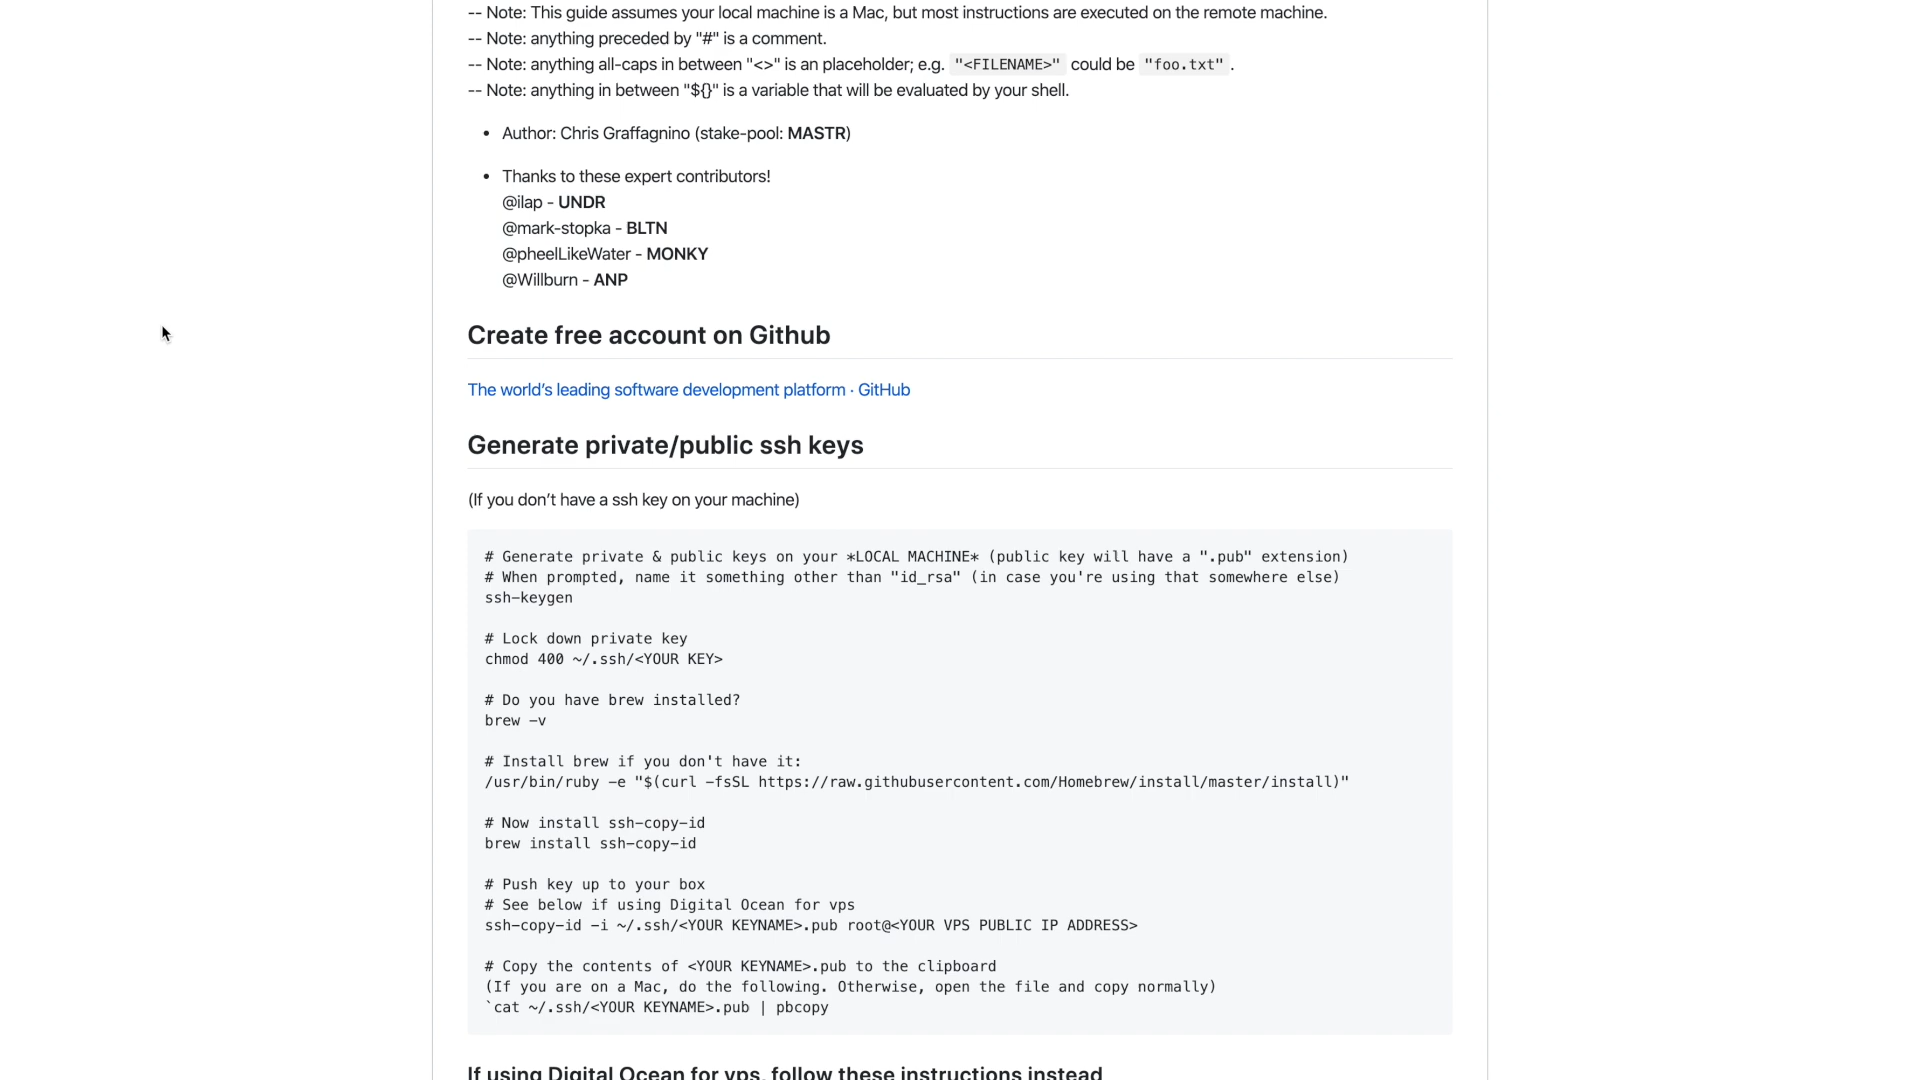 -- Note: This guide assumes your local machine is a Mac, but most instructions are executed on the remote machine.
-- Note: anything preceded by "#" is a comment.
-- Note: anything all-caps in between "<>" is an placeholder; e.g. "<FILENAME>" could be "foo.txt" .
-- Note: anything in between "${}" is a variable that will be evaluated by your shell.
• Author: Chris Graffagnino (stake-pool: MASTR)
• Thanks to these expert contributors!
@ilap - UNDR
@mark-stopka - BLTN
@pheelLikeWater - MONKY
@Willburn - ANP
Create free account on Github
The world's leading software development platform · GitHub
Generate private/public ssh keys
(If you don't have a ssh key on your machine)
# Generate private & public keys on your *LOCAL MACHINE* (public key will have a ".pub" extension)
# When prompted, name it something other than "id_rsa" (in case you're using that somewhere else)
ssh-keygen
# Lock down private key
chmod 400 ~/.ssh/<YOUR KEY>
# Do you have brew installed?
brew -v
# Install brew if you don't have it:
/usr/bin/ruby -e "$(curl -fsSL https://raw.githubusercontent.com/Homebrew/install/master/install)"
# Now install ssh-copy-id
brew install ssh-copy-id
# Push key up to your box
# See below if using Digital Ocean for vps
ssh-copy-id -i ~/.ssh/<YOUR KEYNAME>.pub root@<YOUR VPS PUBLIC IP ADDRESS>
# Copy the contents of <YOUR KEYNAME>.pub to the clipboard
(If you are on a Mac, do the following. Otherwise, open the file and copy normally)
`cat ~/.ssh/<YOUR KEYNAME>.pub | pbcopy
If using Digital Ocean for vps, follow these instructions instead